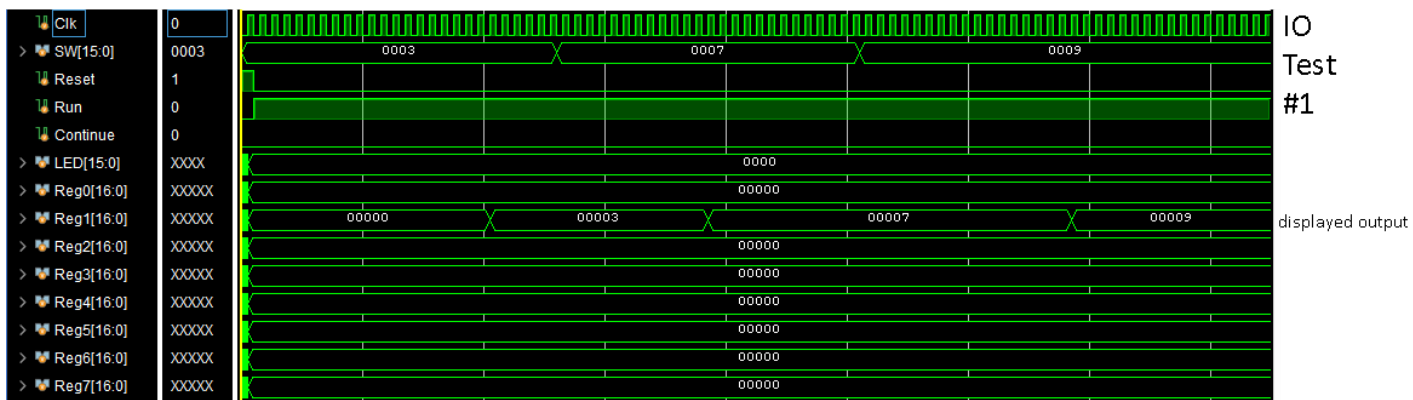 Clk 0 IO
SW[15:0] 0003 0003 0007 0009
Reset 1 Test
Run 0 #1
Continue 0
LED[15:0] XXXX 0000
Reg0[16:0] XXXXX 00000
Reg1[16:0] XXXXX 00000 00003 00007 00009 displayed output
Reg2[16:0] XXXXX 00000
Reg3[16:0] XXXXX 00000
Reg4[16:0] XXXXX 00000
Reg5[16:0] XXXXX 00000
Reg6[16:0] XXXXX 00000
Reg7[16:0] XXXXX 00000